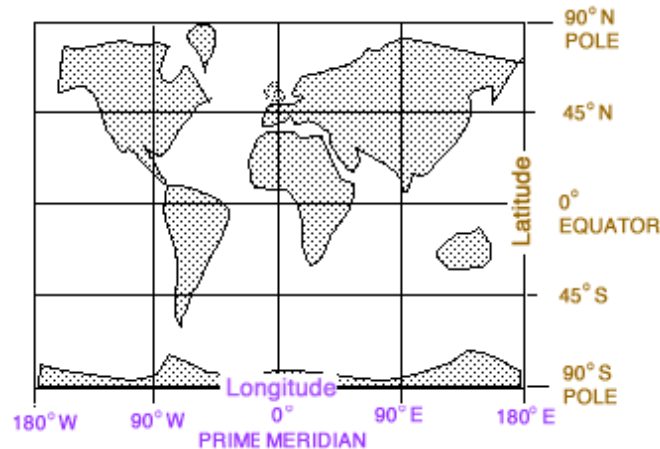 90° N
POLE
45° N
Latitude
0°
EQUATOR
45° S
90° S
POLE
Longitude
180° W
90° W
0°
90° E
180° E
PRIME MERIDIAN